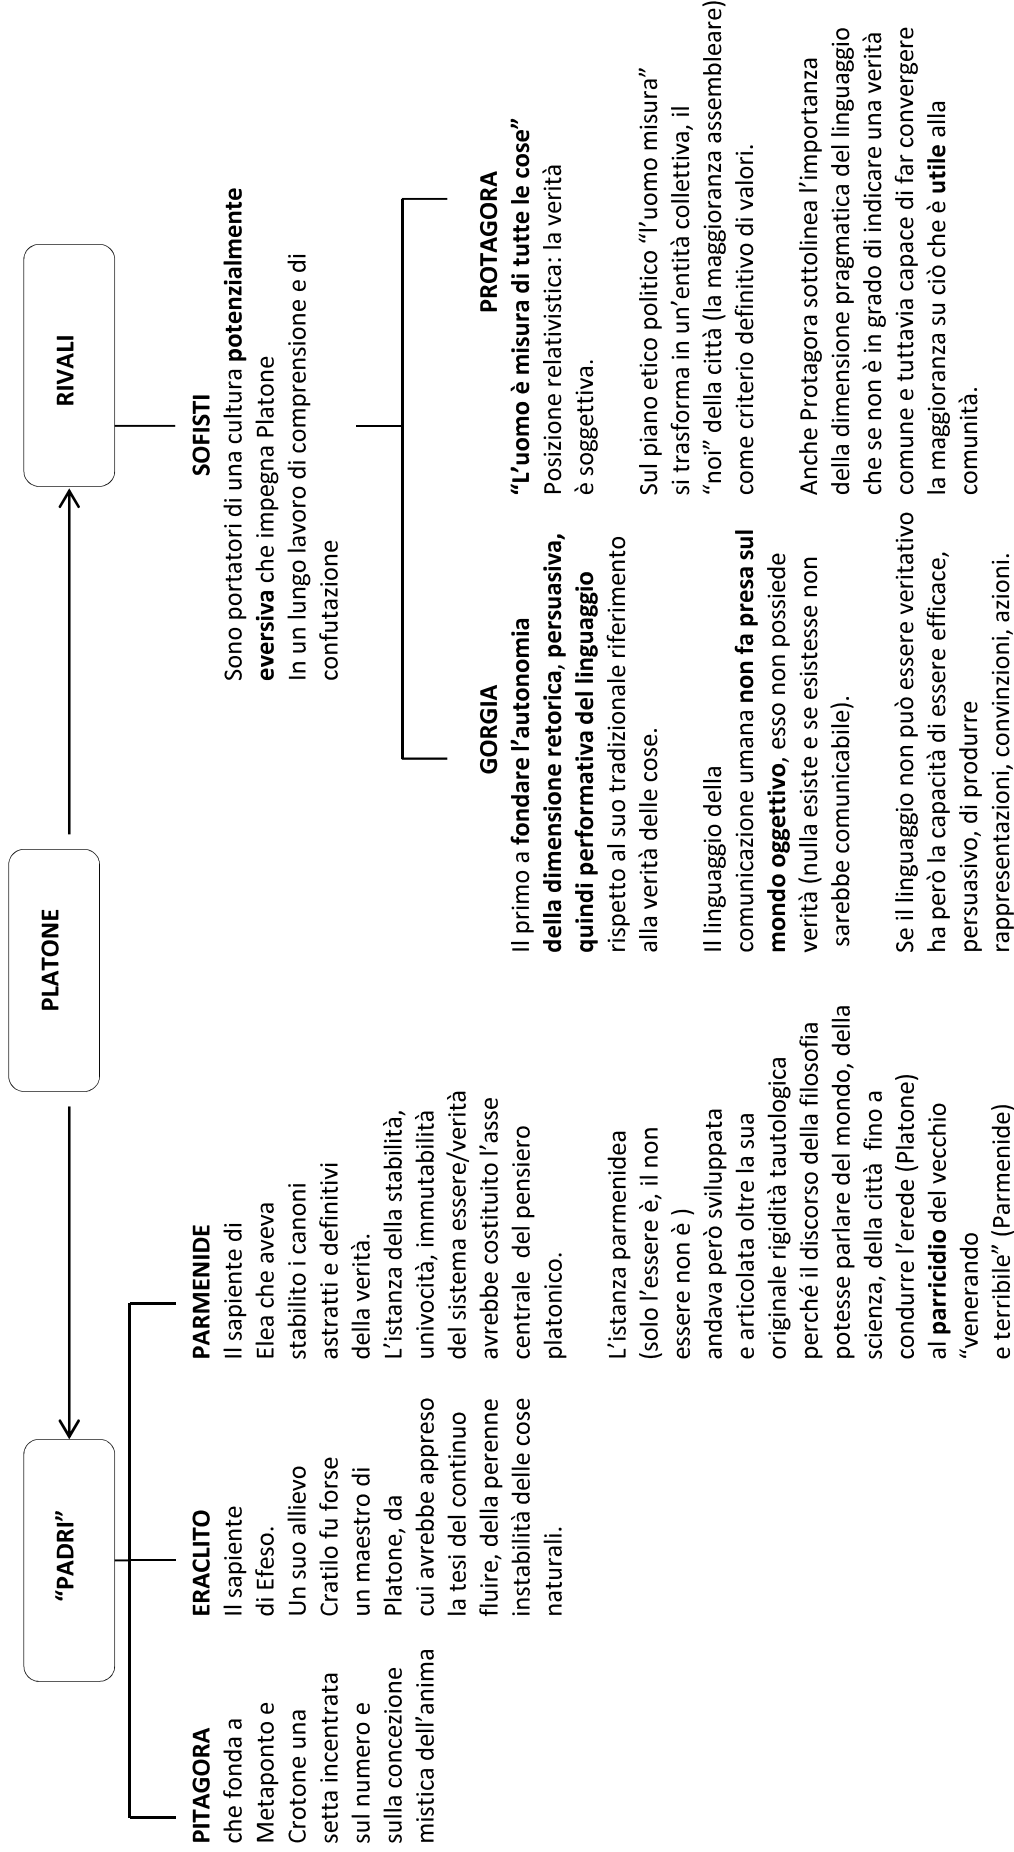 PLATONE
“PADRI”
RIVALI
PITAGORA
che fonda a
Metaponto e
Crotone una
setta incentrata
sul numero e
sulla concezione
mistica dell’anima
ERACLITO
Il sapiente
di Efeso.
Un suo allievo
Cratilo fu forse
un maestro di
Platone, da
cui avrebbe appreso
la tesi del continuo
fluire, della perenne
instabilità delle cose
naturali.
PARMENIDE
Il sapiente di
Elea che aveva
stabilito i canoni
astratti e definitivi
della verità.
L’istanza della stabilità,
univocità, immutabilità
del sistema essere/verità
avrebbe costituito l’asse
centrale del pensiero
platonico.
L’istanza parmenidea
(solo l’essere è, il non
essere non è )
andava però sviluppata
e articolata oltre la sua
originale rigidità tautologica
perché il discorso della filosofia
potesse parlare del mondo, della
scienza, della città fino a
condurre l’erede (Platone)
al parricidio del vecchio
“venerando
e terribile” (Parmenide)
SOFISTI
Sono portatori di una cultura potenzialmente
eversiva che impegna Platone
In un lungo lavoro di comprensione e di
confutazione
GORGIA
Il primo a fondare l’autonomia
della dimensione retorica, persuasiva,
quindi performativa del linguaggio
rispetto al suo tradizionale riferimento
alla verità delle cose.
Il linguaggio della
comunicazione umana non fa presa sul
mondo oggettivo, esso non possiede
verità (nulla esiste e se esistesse non
sarebbe comunicabile).
Se il linguaggio non può essere veritativo
ha però la capacità di essere efficace,
persuasivo, di produrre
rappresentazioni, convinzioni, azioni.
PROTAGORA
“L’uomo è misura di tutte le cose”
Posizione relativistica: la verità
è soggettiva.
Sul piano etico politico “l’uomo misura”
si trasforma in un’entità collettiva, il
“noi” della città (la maggioranza assembleare)
come criterio definitivo di valori.
Anche Protagora sottolinea l’importanza
della dimensione pragmatica del linguaggio
che se non è in grado di indicare una verità
comune e tuttavia capace di far convergere
la maggioranza su ciò che è utile alla
comunità.